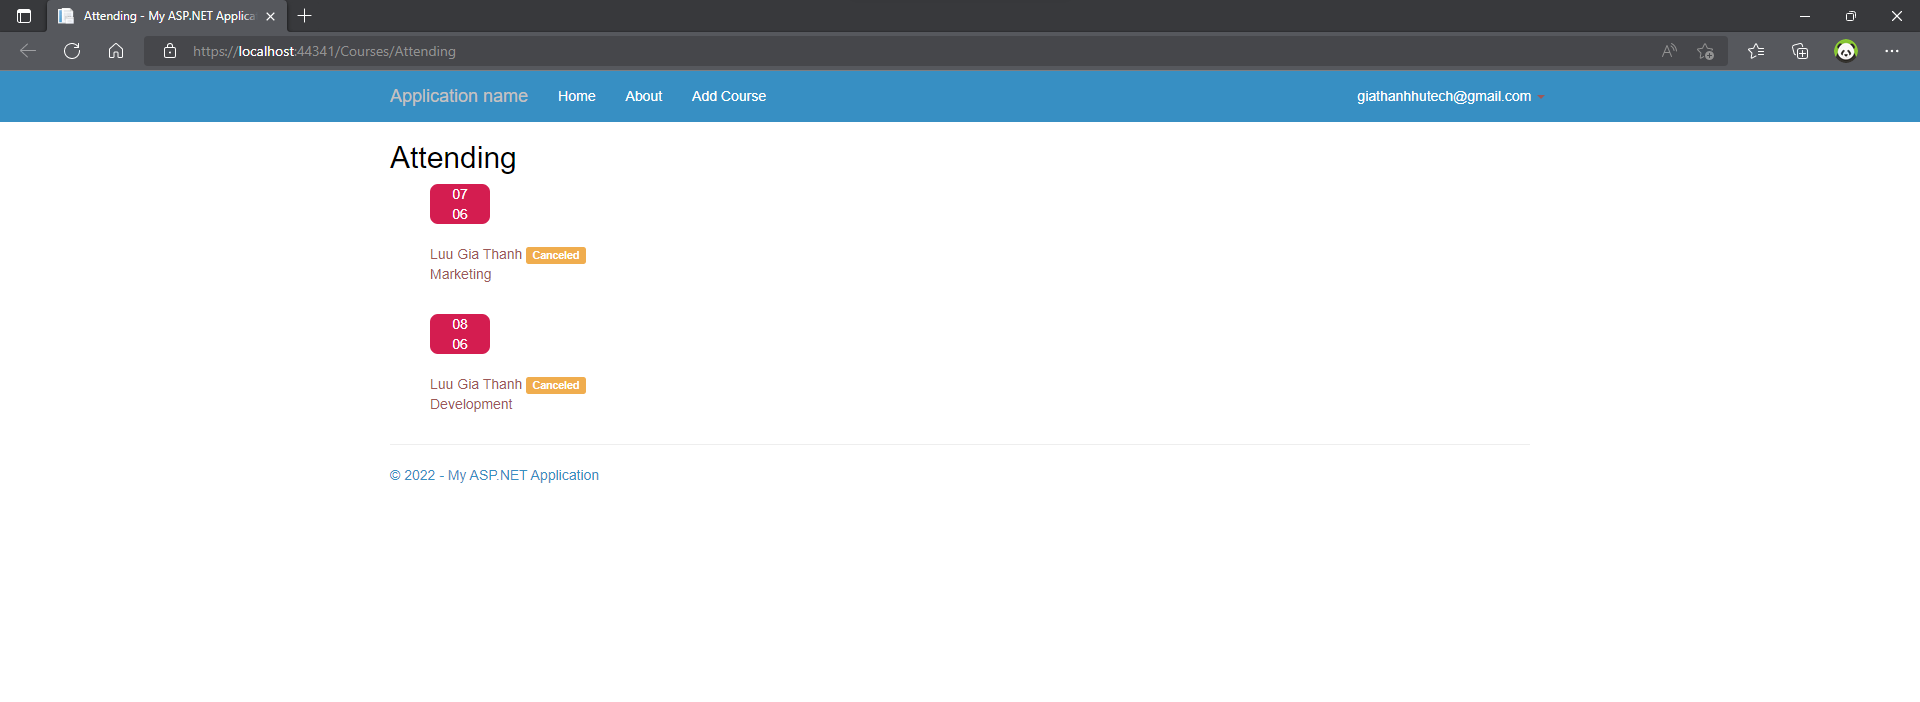 Attending - My ASP.NET Applica
https://localhost:44341/Courses/Attending
Application name Home About Add Course giathanhhutech@gmail.com
Attending
07
06
Luu Gia Thanh Canceled
Marketing
08
06
Luu Gia Thanh Canceled
Development
© 2022 - My ASP.NET Application